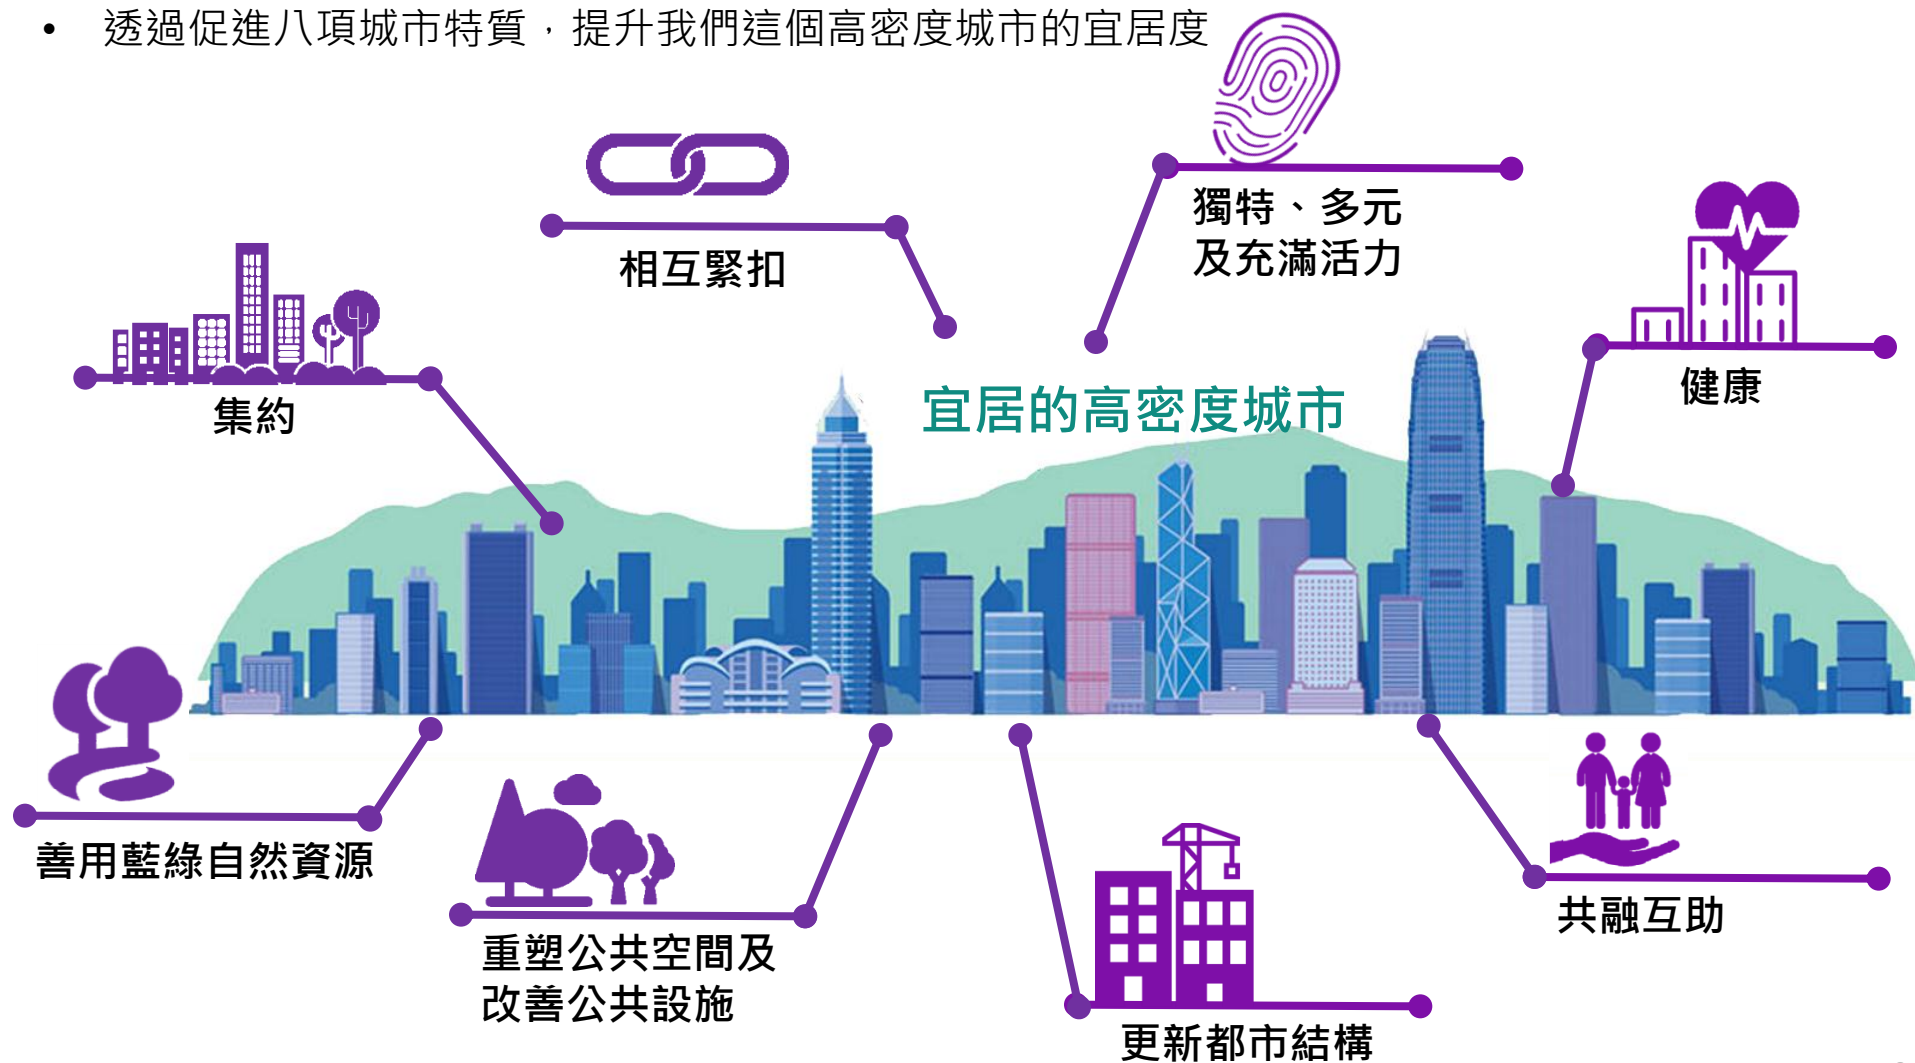 • 透過促進八項城市特質，提升我們這個高密度城市的宜居度
相互緊扣
獨特、多元
及充滿活力
健康
集約
宜居的高密度城市
善用藍綠自然資源
重塑公共空間及
改善公共設施
更新都市結構
共融互助